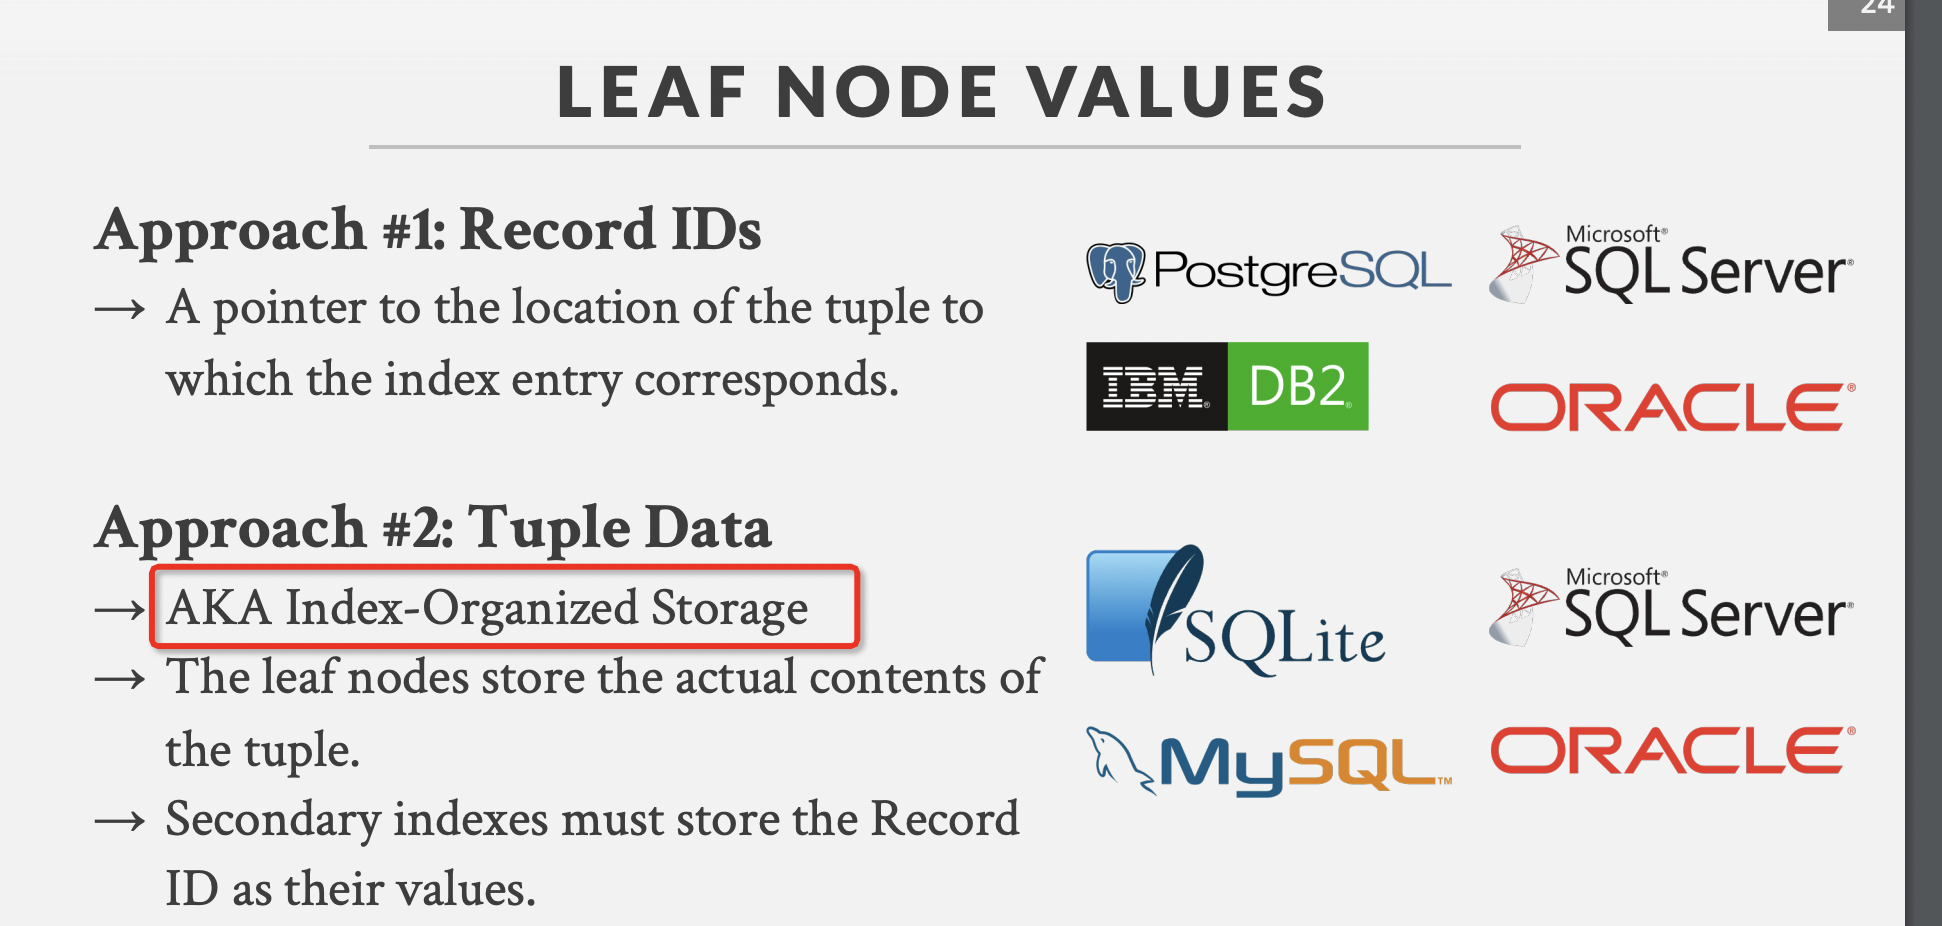 24
LEAF NODE VALUES
Approach #1: Record IDs
→ A pointer to the location of the tuple to
which the index entry corresponds.
PostgreSQL
Microsoft®
SQL Server®
IBM® DB2®
ORACLE®
Approach #2: Tuple Data
→ AKA Index-Organized Storage
→ The leaf nodes store the actual contents of
the tuple.
→ Secondary indexes must store the Record
ID as their values.
SQLite
Microsoft®
SQL Server®
MySQL™
ORACLE®